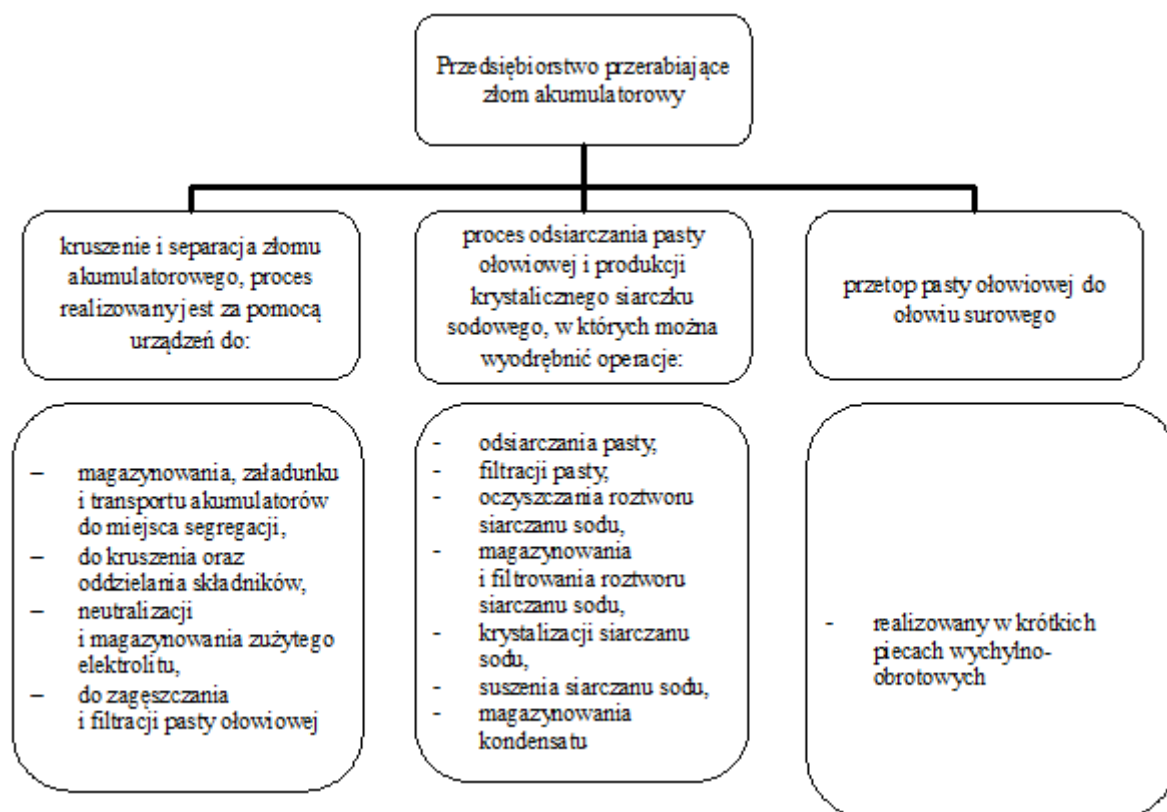 Przedsiębiorstwo przerabiające
złom akumulatorowy
kruszenie i separacja złomu
akumulatorowego, proces
realizowany jest za pomocą
urządzeń do:
proces odsiarczania pasty
ołowiowej i produkcji
krystalicznego siarczku
sodowego, w których można
wyodrębnić operacje:
przetop pasty ołowiowej do
ołowiu surowego
– magazynowania, załadunku
i transportu akumulatorów
do miejsca segregacji,
– do kruszenia oraz
oddzielania składników,
– neutralizacji
i magazynowania zużytego
elektrolitu,
– do zagęszczania
i filtracji pasty ołowiowej
- odsiarczania pasty,
- filtracji pasty,
- oczyszczania roztworu
siarczanu sodu,
- magazynowania
i filtrowania roztworu
siarczanu sodu,
- krystalizacji siarczanu
sodu,
- suszenia siarczanu sodu,
- magazynowania
kondensatu
- realizowany w krótkich
piecach wychylno-
obrotowych